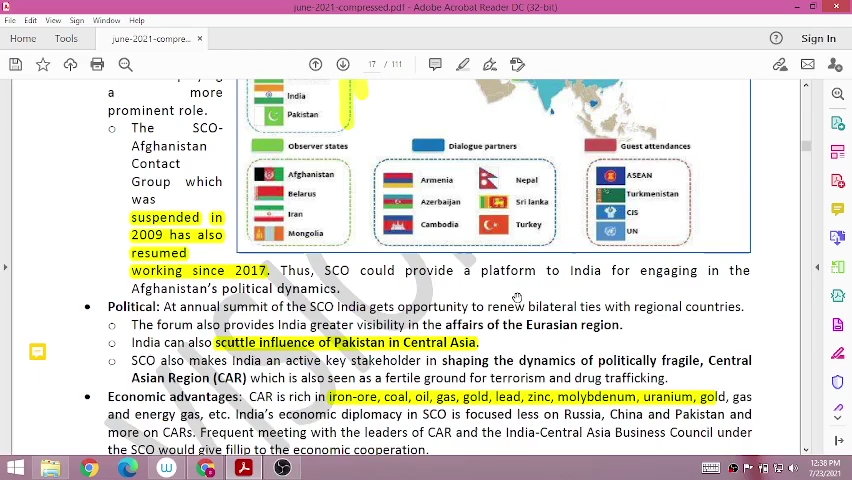 june-2021-compressed.pdf - Adobe Acrobat Reader DC (32-bit)
File Edit View Sign Window Help
Home Tools june-2021-compre... × Sign In
17 / 111
a more
prominent role.
o The SCO-
Afghanistan
Contact
Group which
was
suspended in
2009 has also
resumed
working since 2017. Thus, SCO could provide a platform to India for engaging in the
Afghanistan's political dynamics.
India
Pakistan
Observer states
Afghanistan
Belarus
Iran
Mongolia
Dialogue partners
Armenia Nepal
Azerbaijan Sri lanka
Cambodia Turkey
Guest attendances
ASEAN
Turkmenistan
CIS
UN
• Political: At annual summit of the SCO India gets opportunity to renew bilateral ties with regional countries.
o The forum also provides India greater visibility in the affairs of the Eurasian region.
o India can also scuttle influence of Pakistan in Central Asia.
o SCO also makes India an active key stakeholder in shaping the dynamics of politically fragile, Central
Asian Region (CAR) which is also seen as a fertile ground for terrorism and drug trafficking.
• Economic advantages: CAR is rich in iron-ore, coal, oil, gas, gold, lead, zinc, molybdenum, uranium, gold, gas
and energy gas, etc. India's economic diplomacy in SCO is focused less on Russia, China and Pakistan and
more on CARs. Frequent meeting with the leaders of CAR and the India-Central Asia Business Council under
the SCO would give fillip to the economic cooperation.
12:38 PM
7/23/2021